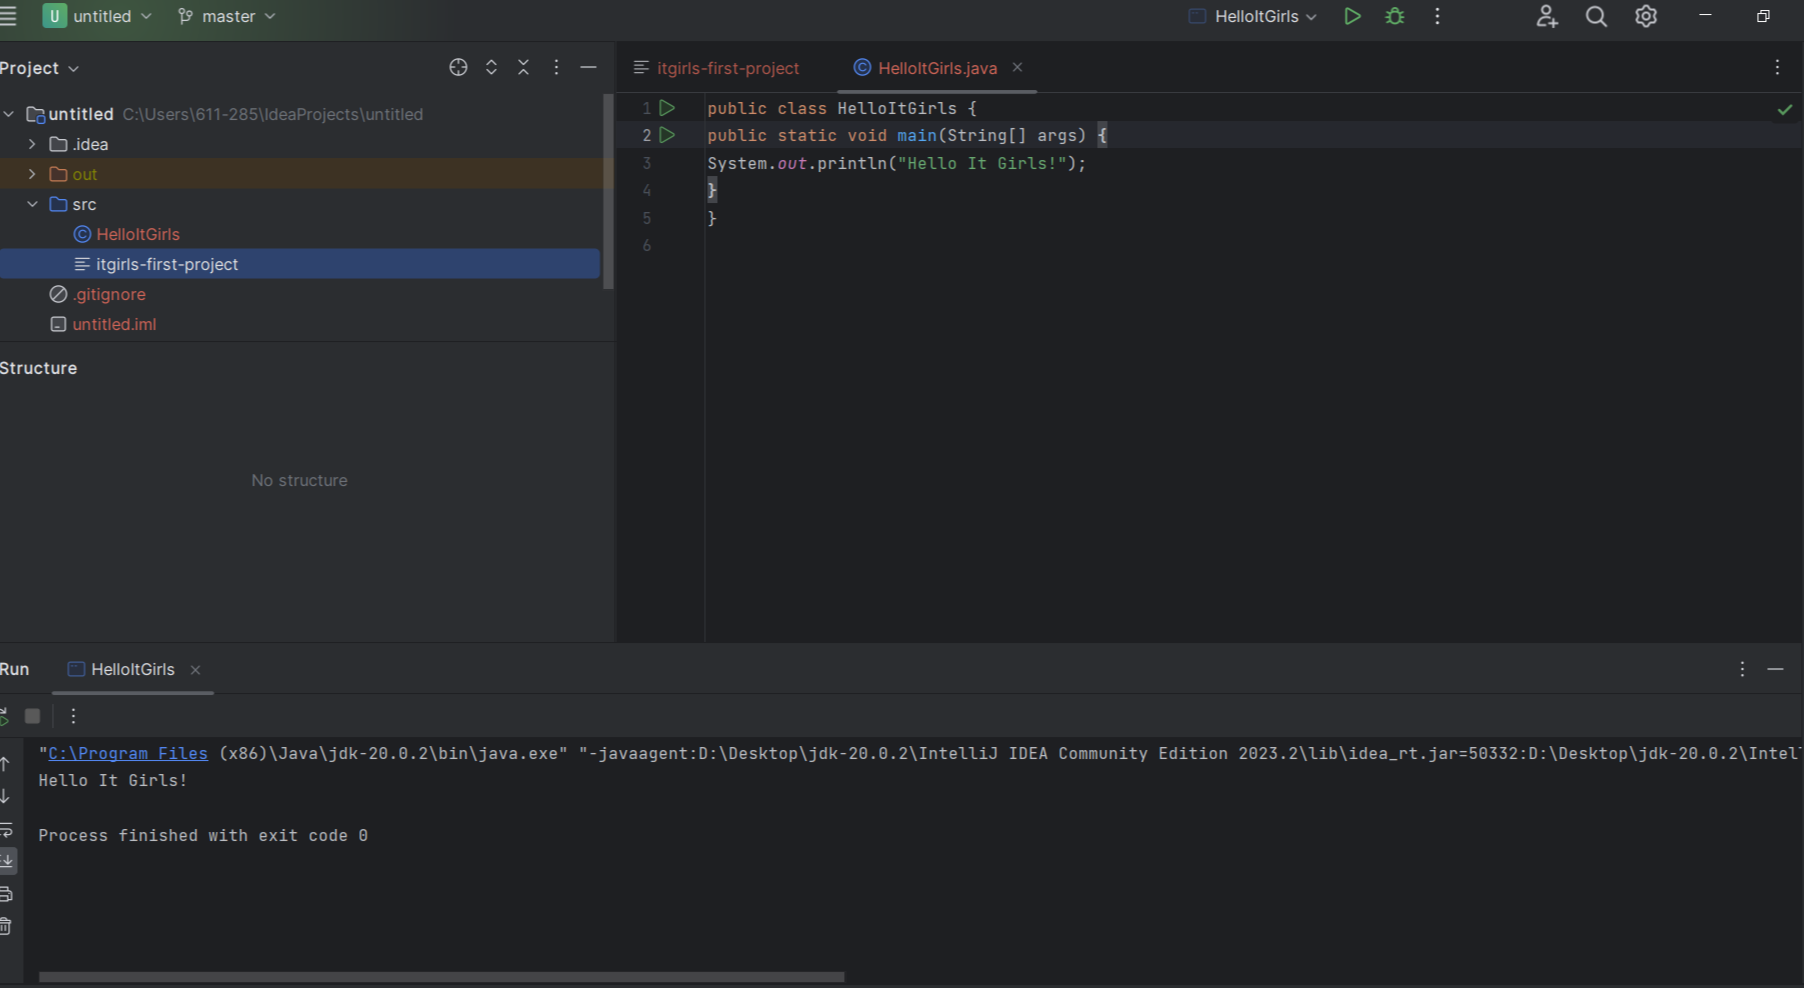 U untitled master HelloItGirls
Project
itgirls-first-project HelloItGirls.java
untitled C:\Users\611-285\IdeaProjects\untitled
.idea
out
src
HelloItGirls
itgirls-first-project
.gitignore
untitled.iml
1 public class HelloItGirls {
2 public static void main(String[] args) {
3 System.out.println("Hello It Girls!");
4 }
5 }
6
Structure
No structure
Run HelloItGirls
"C:\Program Files (x86)\Java\jdk-20.0.2\bin\java.exe" "-javaagent:D:\Desktop\jdk-20.0.2\IntelliJ IDEA Community Edition 2023.2\lib\idea_rt.jar=50332:D:\Desktop\jdk-20.0.2\Intel
Hello It Girls!
Process finished with exit code 0